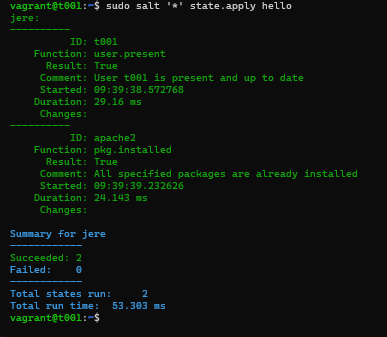 vagrant@t001:~$ sudo salt '*' state.apply hello
jere:
----------
          ID: t001
    Function: user.present
      Result: True
     Comment: User t001 is present and up to date
     Started: 09:39:38.572768
    Duration: 29.16 ms
     Changes:
----------
          ID: apache2
    Function: pkg.installed
      Result: True
     Comment: All specified packages are already installed
     Started: 09:39:39.232626
    Duration: 24.143 ms
     Changes:

Summary for jere
------------
Succeeded: 2
Failed:    0
------------
Total states run:     2
Total run time:  53.303 ms
vagrant@t001:~$